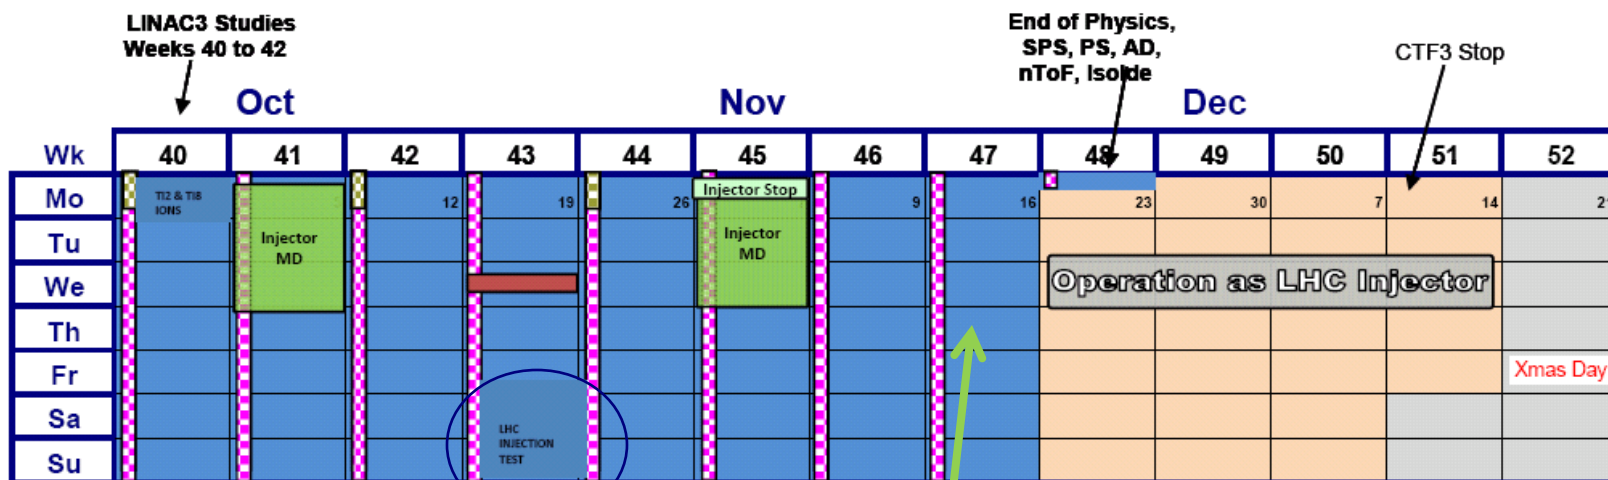 LINAC3 Studies
Weeks 40 to 42
End of Physics,
SPS, PS, AD,
nToF, Isolde
CTF3 Stop
Oct Nov Dec
Wk 40 41 42 43 44 45 46 47 48 49 50 51 52
Mo TI2 & TI8 12 19 26 Injector Stop 9 16 23 30 7 14
IONS
Tu Injector Injector
MD MD
We Operation as LHC Injector
Th
Fr Xmas Day
Sa LHC
INJECTION
Su TEST